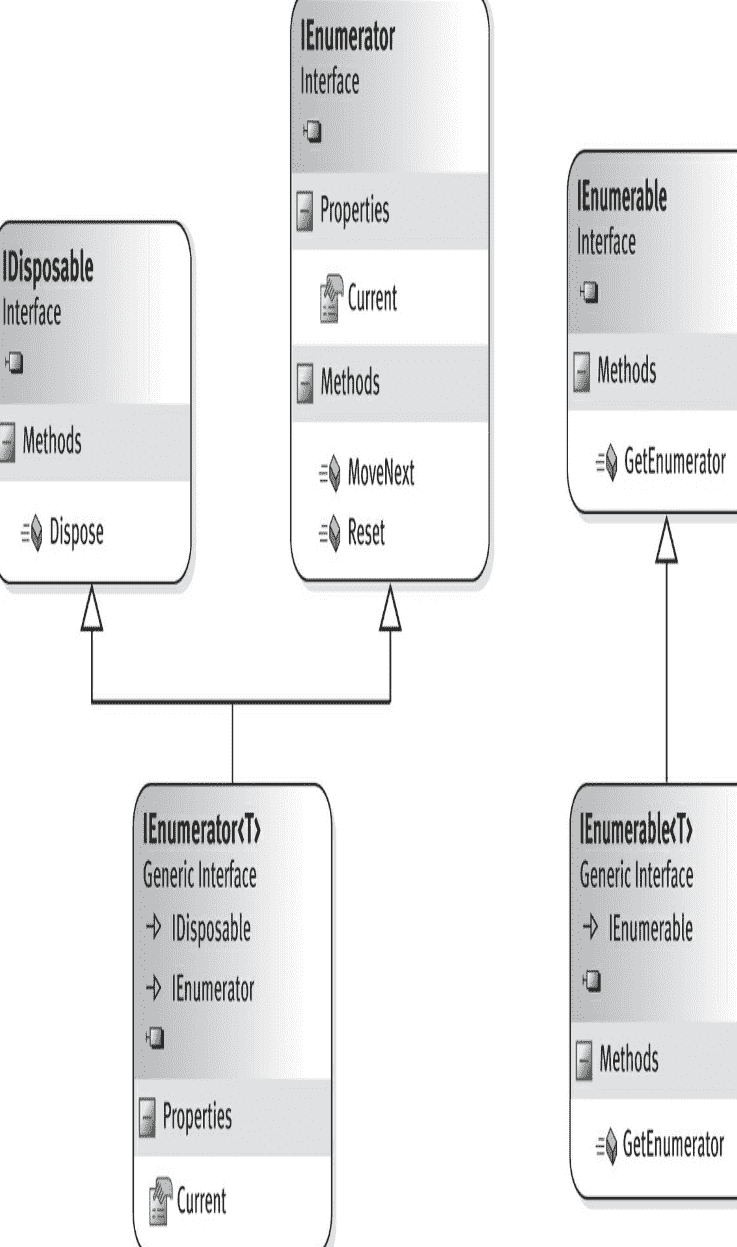 IEnumerator
Interface
Properties
Current
Methods
MoveNext
Reset
IDisposable
Interface
Methods
Dispose
IEnumerable
Interface
Methods
GetEnumerator
IEnumerator<T>
Generic Interface
IDisposable
IEnumerator
Properties
Current
IEnumerable<T>
Generic Interface
IEnumerable
Methods
GetEnumerator